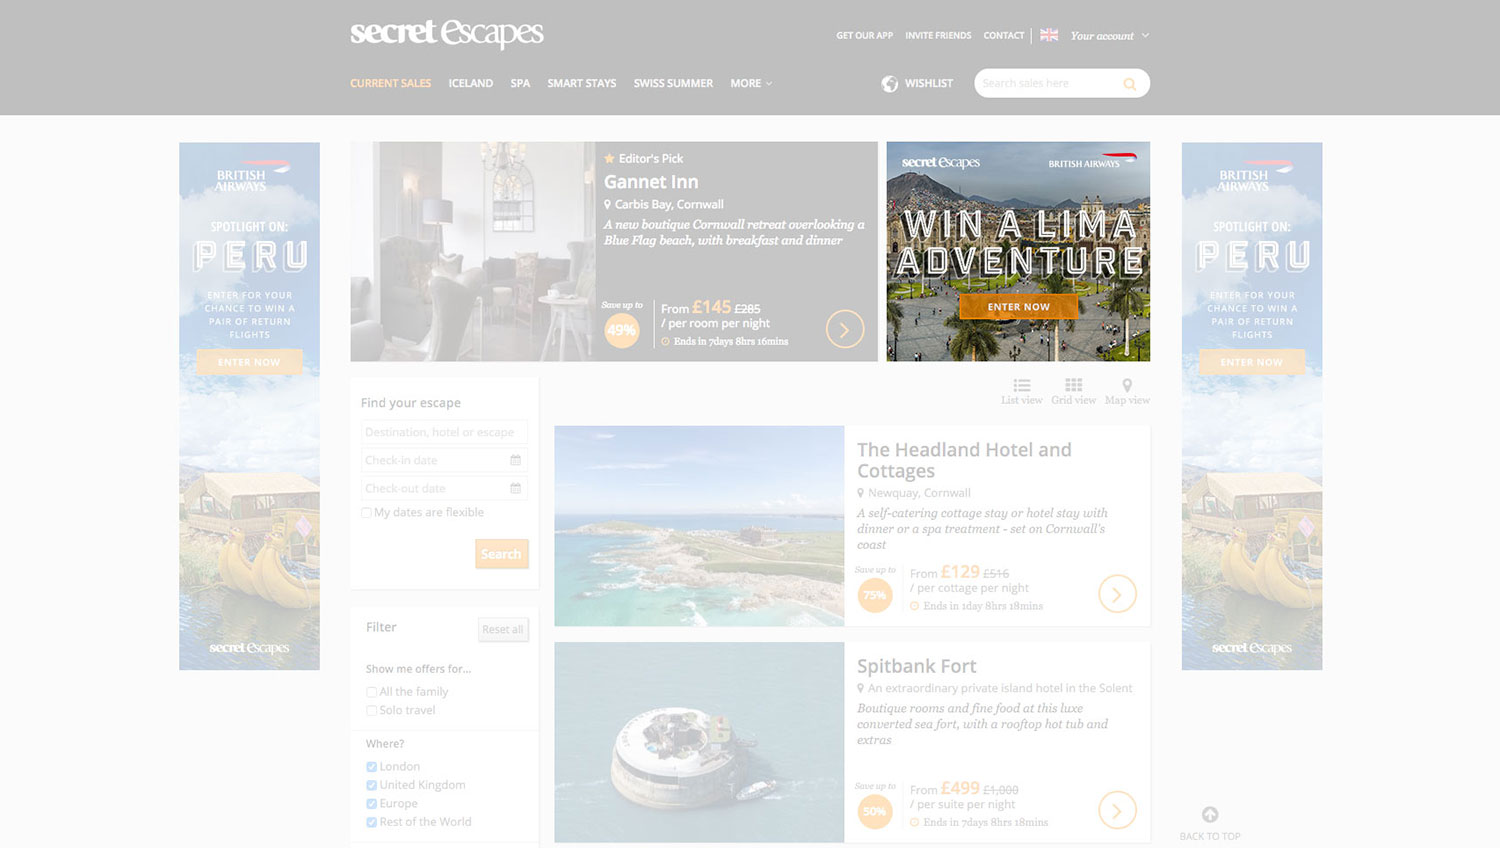 secret escapes
GET OUR APP INVITE FRIENDS CONTACT Your account
CURRENT SALES ICELAND SPA SMART STAYS SWISS SUMMER MORE WISHLIST Search sales here
BRITISH
AIRWAYS
SPOTLIGHT ON:
PERU
ENTER FOR YOUR
CHANCE TO WIN A
PAIR OF RETURN
FLIGHTS
ENTER NOW
secret escapes
Editor's Pick
Gannet Inn
Carbis Bay, Cornwall
A new boutique Cornwall retreat overlooking a
Blue Flag beach, with breakfast and dinner
Save up to
49%
From £145 £285
/ per room per night
Ends in 7days 8hrs 16mins
secret escapes BRITISH AIRWAYS
WIN A LIMA
ADVENTURE
ENTER NOW
BRITISH
AIRWAYS
SPOTLIGHT ON:
PERU
ENTER FOR YOUR
CHANCE TO WIN A
PAIR OF RETURN
FLIGHTS
ENTER NOW
secret escapes
List view Grid view Map view
Find your escape
Destination, hotel or escape
Check-in date
Check-out date
My dates are flexible
Search
Filter Reset all
Show me offers for...
All the family
Solo travel
Where?
London
United Kingdom
Europe
Rest of the World
The Headland Hotel and
Cottages
Newquay, Cornwall
A self-catering cottage stay or hotel stay with
dinner or a spa treatment - set on Cornwall's
coast
Save up to
75%
From £129 £516
/ per cottage per night
Ends in 1day 8hrs 18mins
Spitbank Fort
An extraordinary private island hotel in the Solent
Boutique rooms and fine food at this luxe
converted sea fort, with a rooftop hot tub and
extras
Save up to
50%
From £499 £1,000
/ per suite per night
Ends in 7days 8hrs 18mins
BACK TO TOP